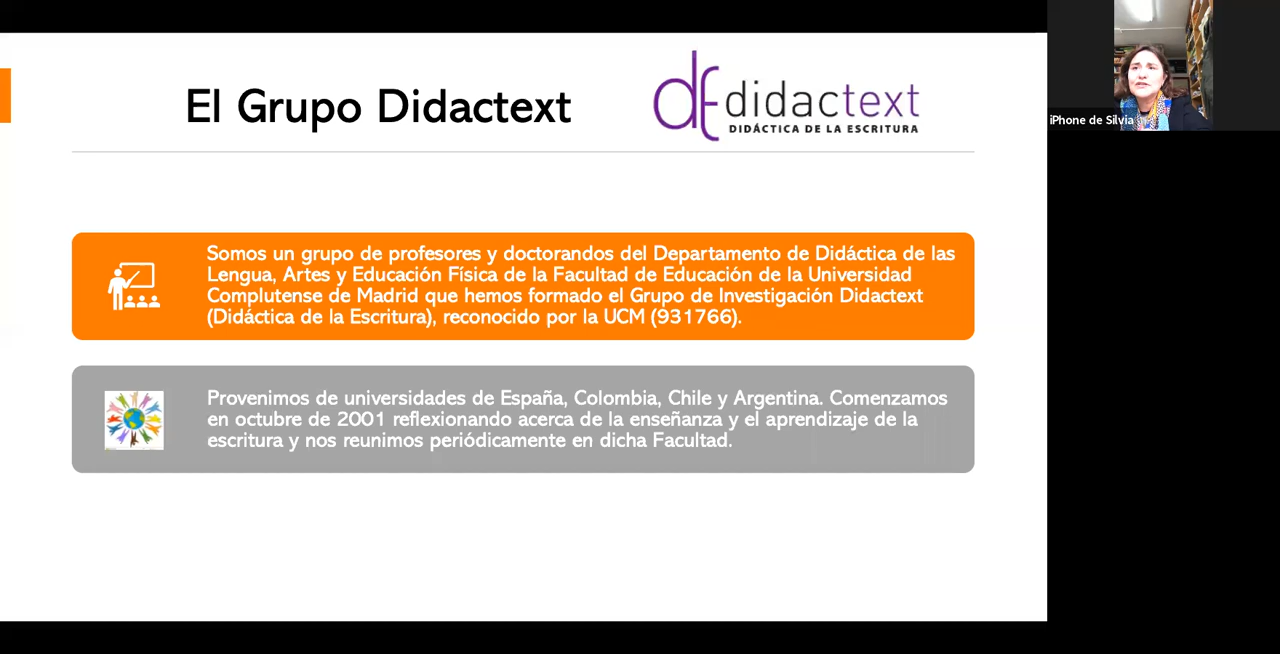 El Grupo Didactext
didactext
DIDÁCTICA DE LA ESCRITURA
iPhone de Silvia
Somos un grupo de profesores y doctorandos del Departamento de Didáctica de las
Lengua, Artes y Educación Física de la Facultad de Educación de la Universidad
Complutense de Madrid que hemos formado el Grupo de Investigación Didactext
(Didáctica de la Escritura), reconocido por la UCM (931766).
Provenimos de universidades de España, Colombia, Chile y Argentina. Comenzamos
en octubre de 2001 reflexionando acerca de la enseñanza y el aprendizaje de la
escritura y nos reunimos periódicamente en dicha Facultad.